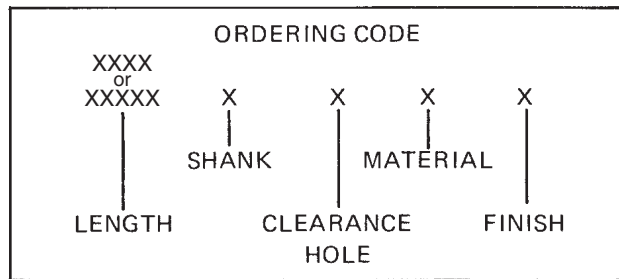 ORDERING CODE
XXXX
or
XXXXX X X X X
SHANK MATERIAL
LENGTH CLEARANCE FINISH
HOLE